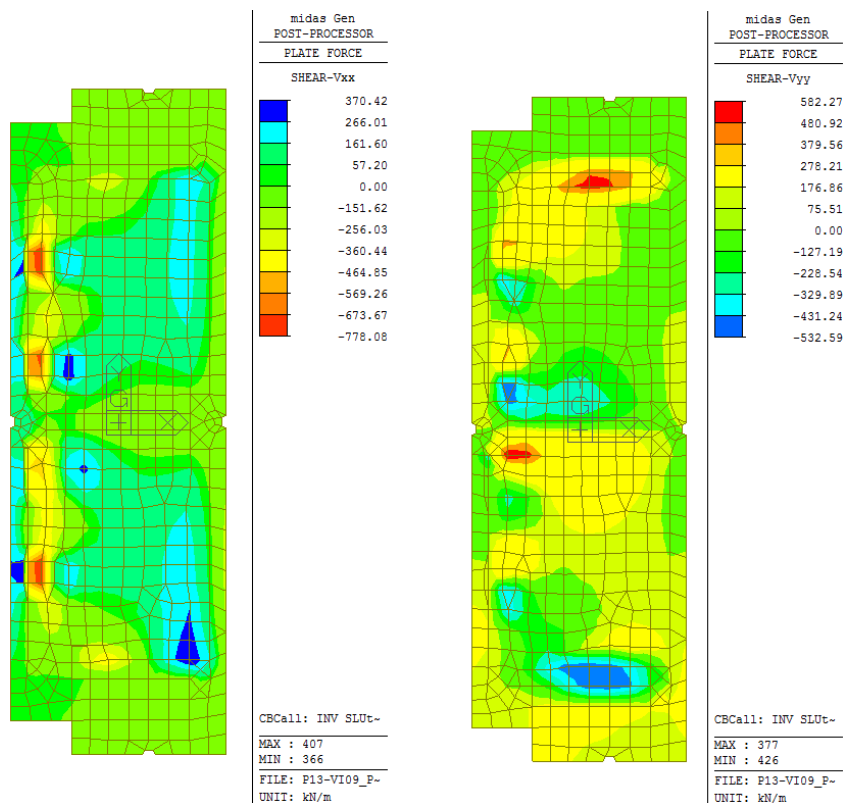 midas Gen
POST-PROCESSOR
PLATE FORCE
SHEAR-Vxx
370.42
266.01
161.60
57.20
0.00
-151.62
-256.03
-360.44
-464.85
-569.26
-673.67
-778.08
CBCall: INV SLUt~
MAX : 407
MIN : 366
FILE: P13-VI09_P~
UNIT: kN/m
Y
G
X
midas Gen
POST-PROCESSOR
PLATE FORCE
SHEAR-Vyy
582.27
480.92
379.56
278.21
176.86
75.51
0.00
-127.19
-228.54
-329.89
-431.24
-532.59
CBCall: INV SLUt~
MAX : 377
MIN : 426
FILE: P13-VI09_P~
UNIT: kN/m
Y
G
X